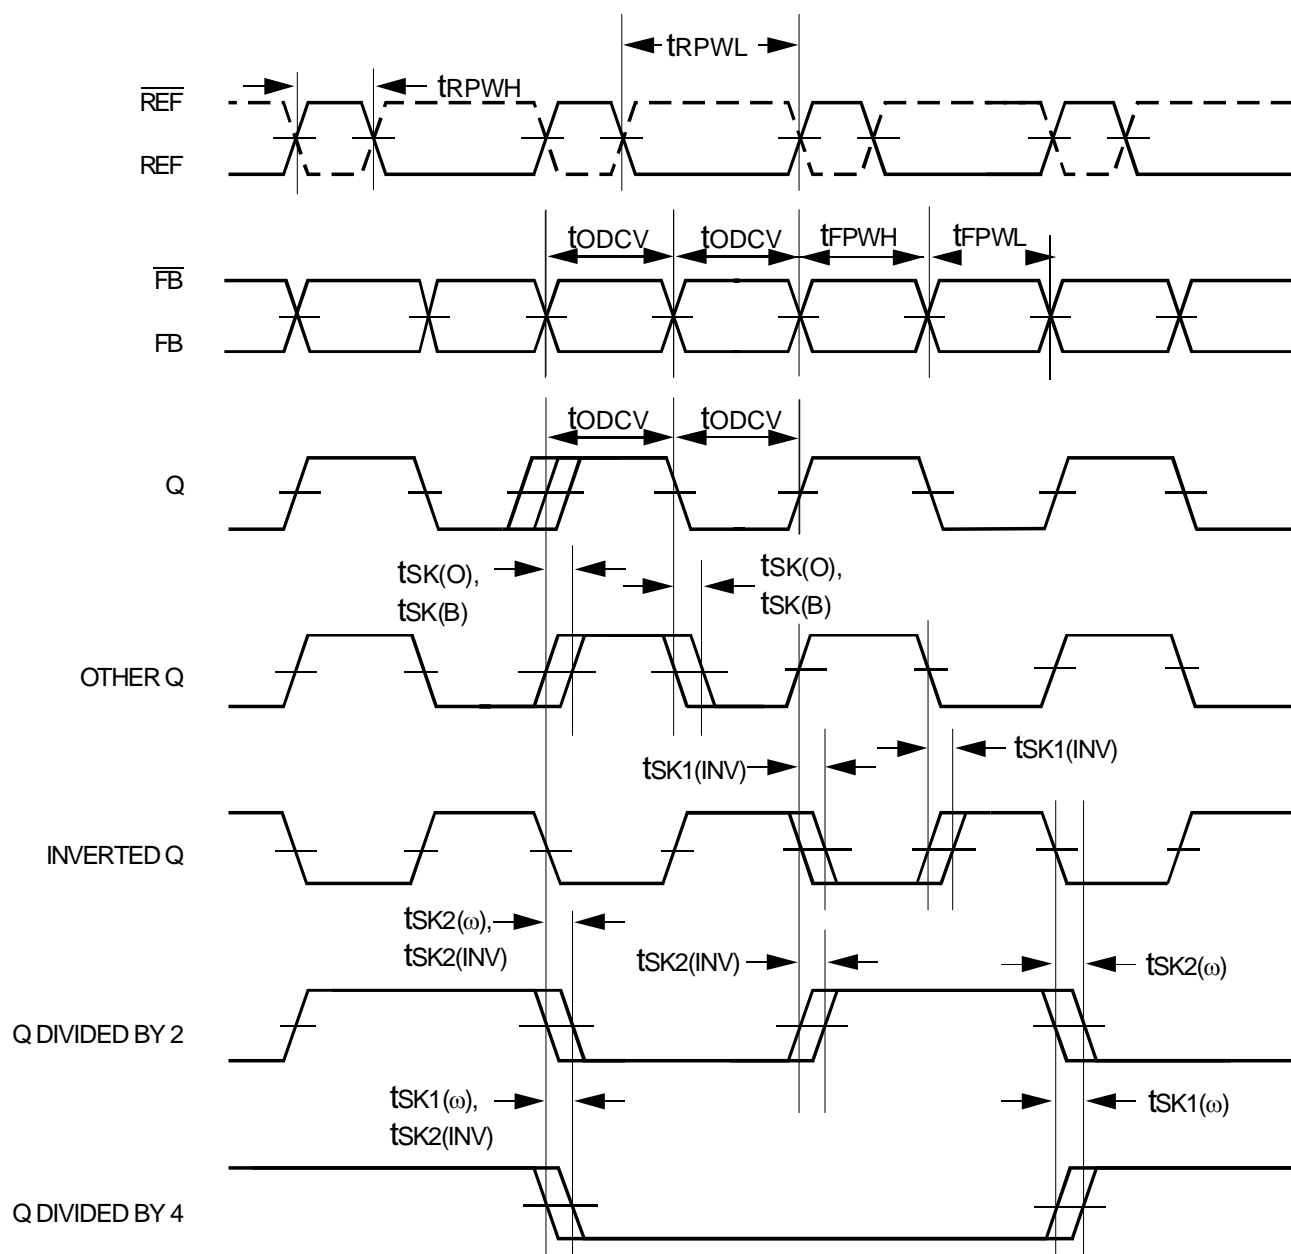 tRPWL
tRPWH
REF
REF
tODCV
tODCV
tFPWH
tFPWL
FB
FB
tODCV
tODCV
Q
tSK(O),
tSK(B)
tSK(O),
tSK(B)
OTHER Q
tSK1(INV)
tSK1(INV)
INVERTED Q
tSK2(ω),
tSK2(INV)
tSK2(INV)
tSK2(ω)
Q DIVIDED BY 2
tSK1(ω),
tSK2(INV)
tSK1(ω)
Q DIVIDED BY 4